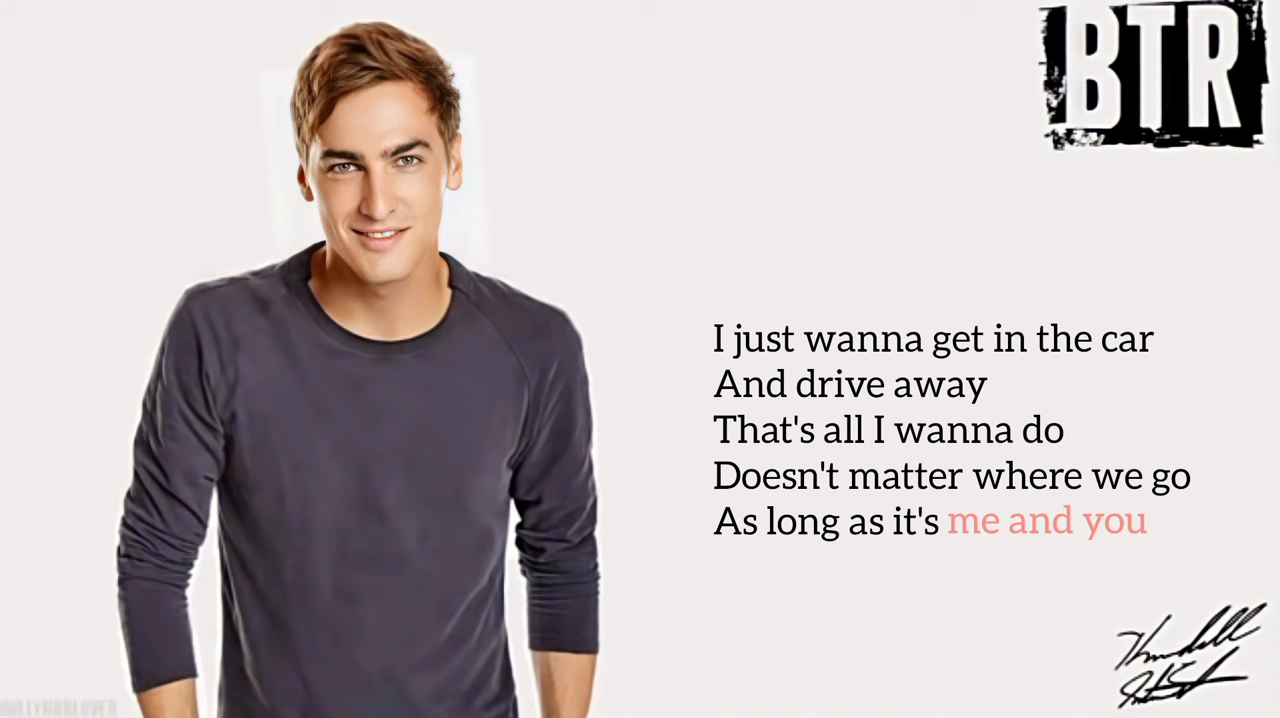 BTR
I just wanna get in the car
And drive away
That's all I wanna do
Doesn't matter where we go
As long as it's me and you